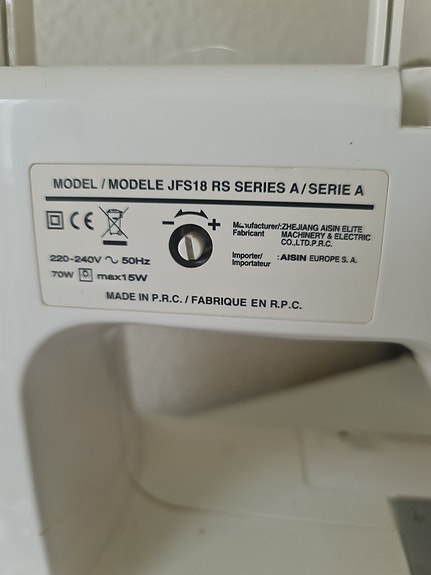 MODEL / MODELE JFS18 RS SERIES A / SERIE A
CE
- +
220-240V ∿ 50Hz
70W max15W
Manufacturer/:ZHEJIANG AISIN ELITE
Fabricant MACHINERY & ELECTRIC
CO.,LTD.P.R.C.
Importer/ : AISIN EUROPE S. A.
Importateur
MADE IN P.R.C. / FABRIQUE EN R.P.C.